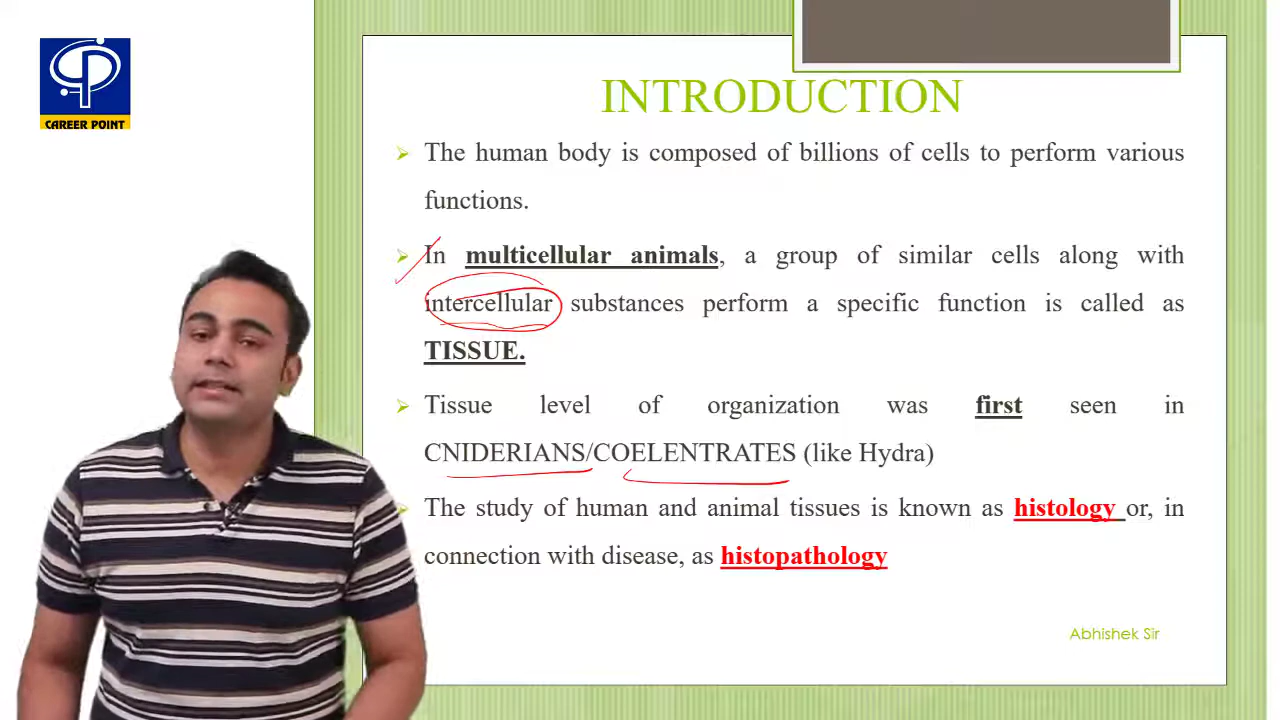 CAREER POINT
INTRODUCTION
The human body is composed of billions of cells to perform various
functions.
In multicellular animals, a group of similar cells along with
intercellular substances perform a specific function is called as
TISSUE.
Tissue level of organization was first seen in
CNIDERIANS/COELENTRATES (like Hydra)
The study of human and animal tissues is known as histology or, in
connection with disease, as histopathology
Abhishek Sir